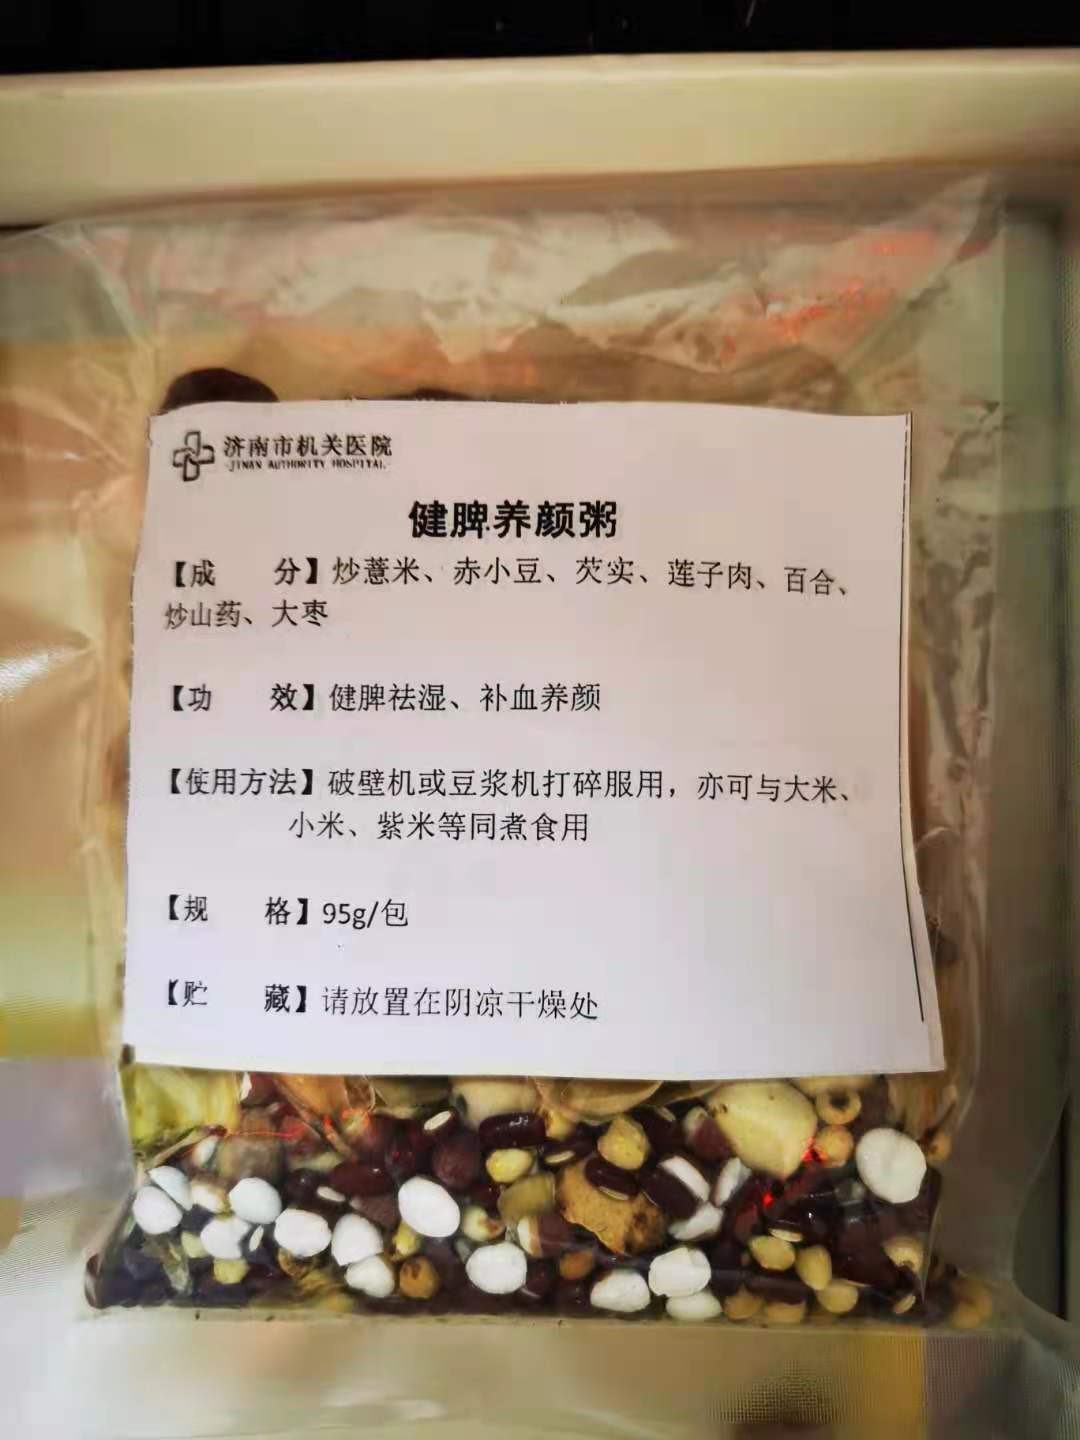 济南市机关医院
JINAN AUTHORITY HOSPITAL
健脾养颜粥
【成 分】炒薏米、赤小豆、芡实、莲子肉、百合、
炒山药、大枣
【功 效】健脾祛湿、补血养颜
【使用方法】破壁机或豆浆机打碎服用，亦可与大米、
小米、紫米等同煮食用
【规 格】95g/包
【贮 藏】请放置在阴凉干燥处